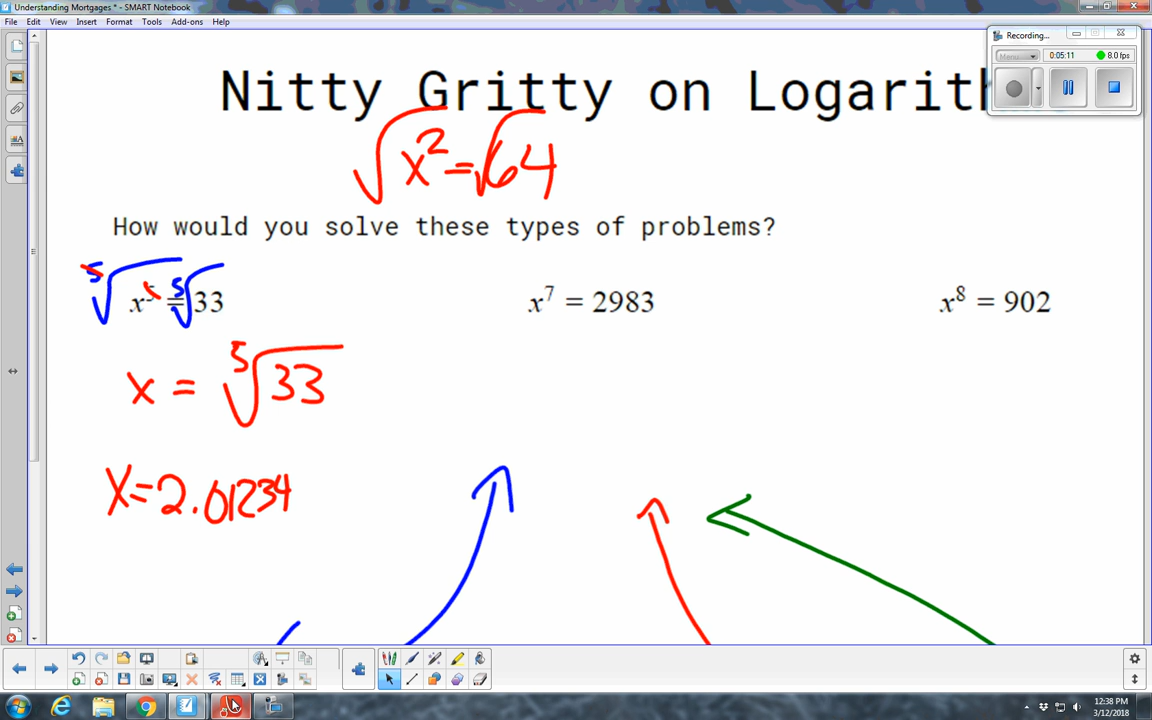 Understanding Mortgages * - SMART Notebook
File Edit View Insert Format Tools Add-ons Help
Recording...
Menu
0:05:11 8.0 fps
Nitty Gritty on Logarith
√x² = √64
How would you solve these types of problems?
⁵√x⁵ = ⁵√33
x⁷ = 2983
x⁸ = 902
x = ⁵√33
x = 2.01234
12:38 PM
3/12/2018